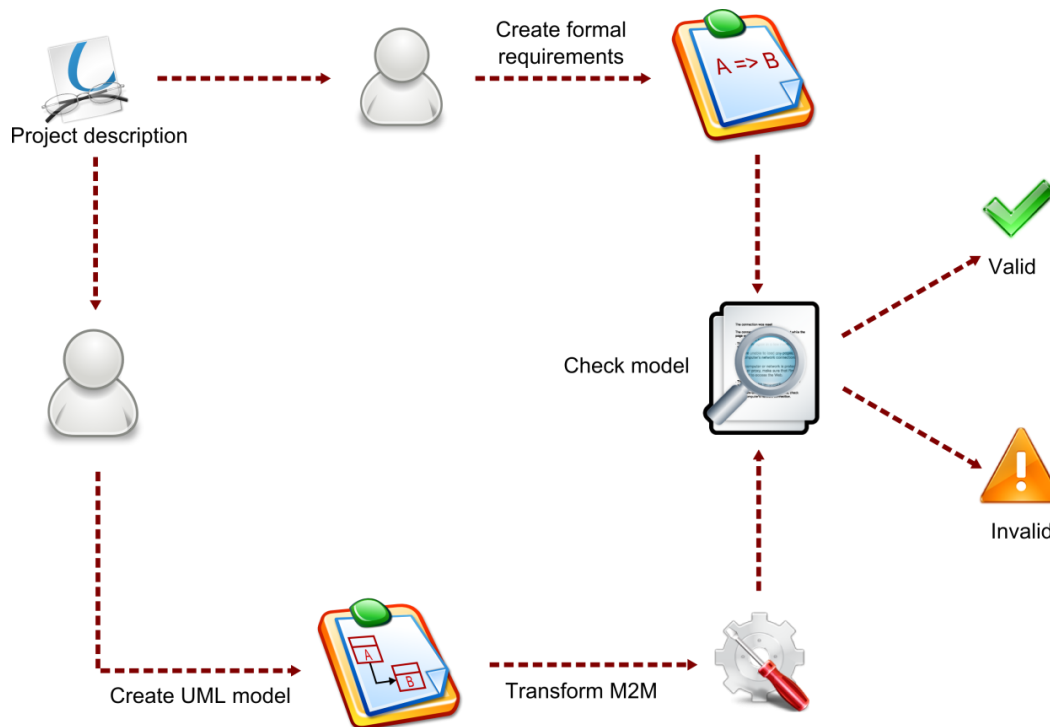 Create formal
requirements
A => B
Project description
Valid
Check model
Invalid
A
B
Create UML model
Transform M2M